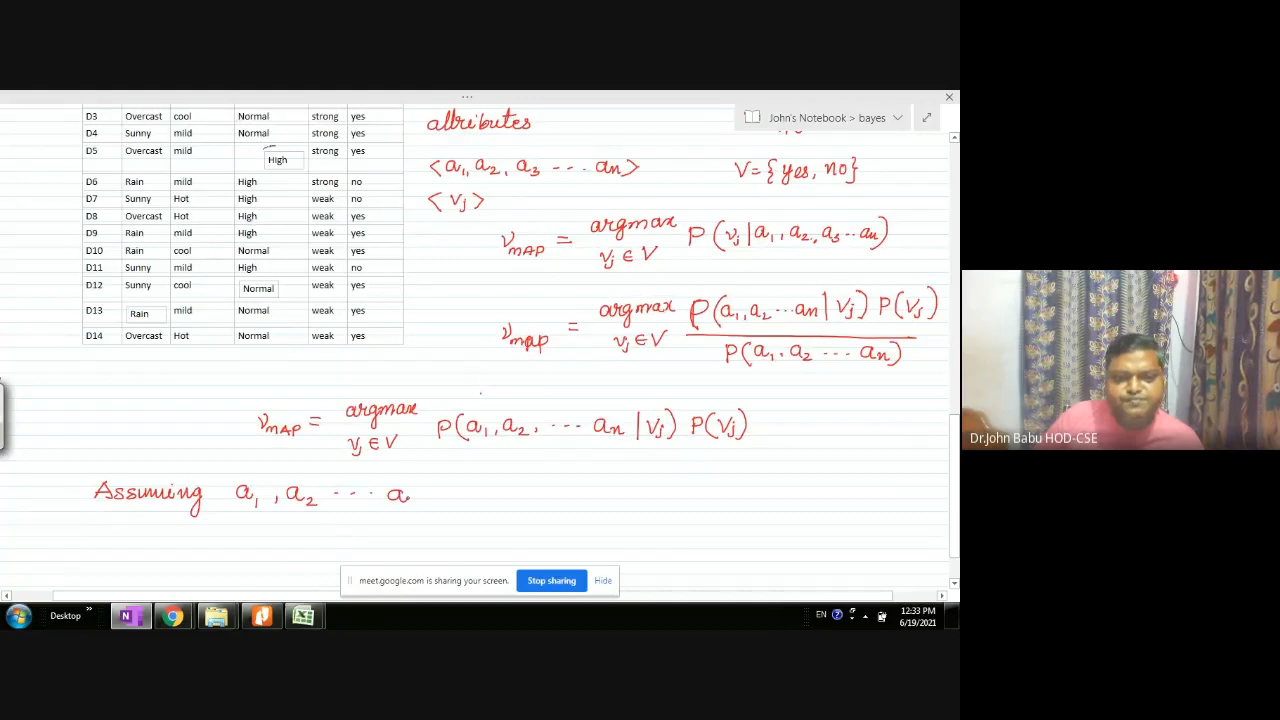 John's Notebook > bayes
D3 Overcast cool Normal strong yes
D4 Sunny mild Normal strong yes
D5 Overcast mild High strong yes
D6 Rain mild High strong no
D7 Sunny Hot High weak no
D8 Overcast Hot High weak yes
D9 Rain mild High weak yes
D10 Rain cool Normal weak yes
D11 Sunny mild High weak no
D12 Sunny cool Normal weak yes
D13 Rain mild Normal weak yes
D14 Overcast Hot Normal weak yes
attributes
<a1, a2, a3 --- an>
V = {yes, no}
<vj>
vMAP = argmax vj ∈ V P(vj | a1, a2, a3 -- an)
vmap = argmax vj ∈ V P(a1, a2 --- an | vj) P(vj) / P(a1, a2 --- an)
vMAP = argmax vj ∈ V P(a1, a2, --- an | vj) P(vj)
Assuming a1, a2 --- a
Dr.John Babu HOD-CSE
meet.google.com is sharing your screen. Stop sharing Hide
Desktop
EN
12:33 PM
6/19/2021